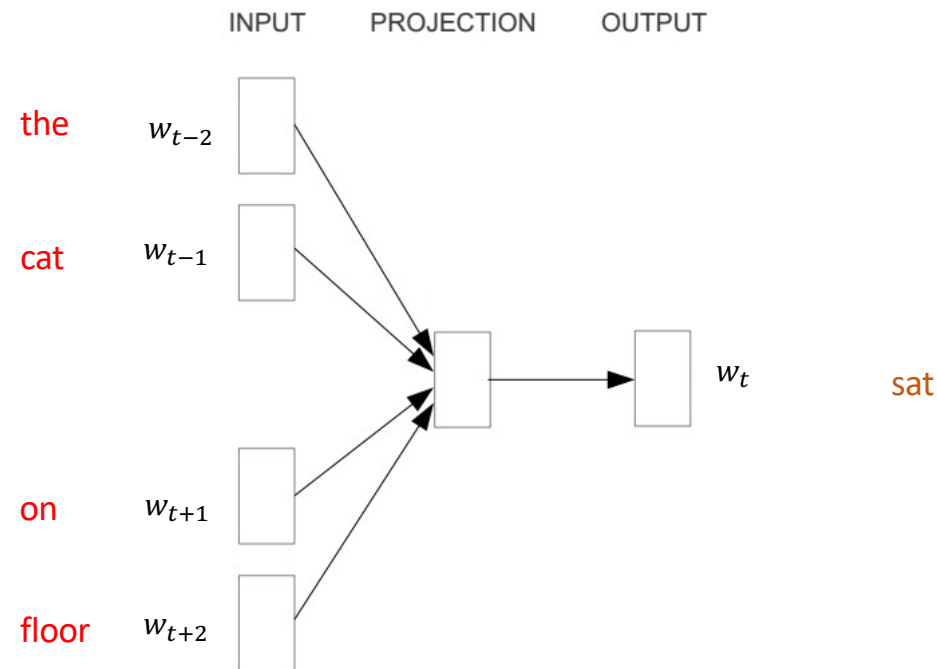 INPUT PROJECTION OUTPUT
the w_{t−2}
cat w_{t−1}
w_t sat
on w_{t+1}
floor w_{t+2}